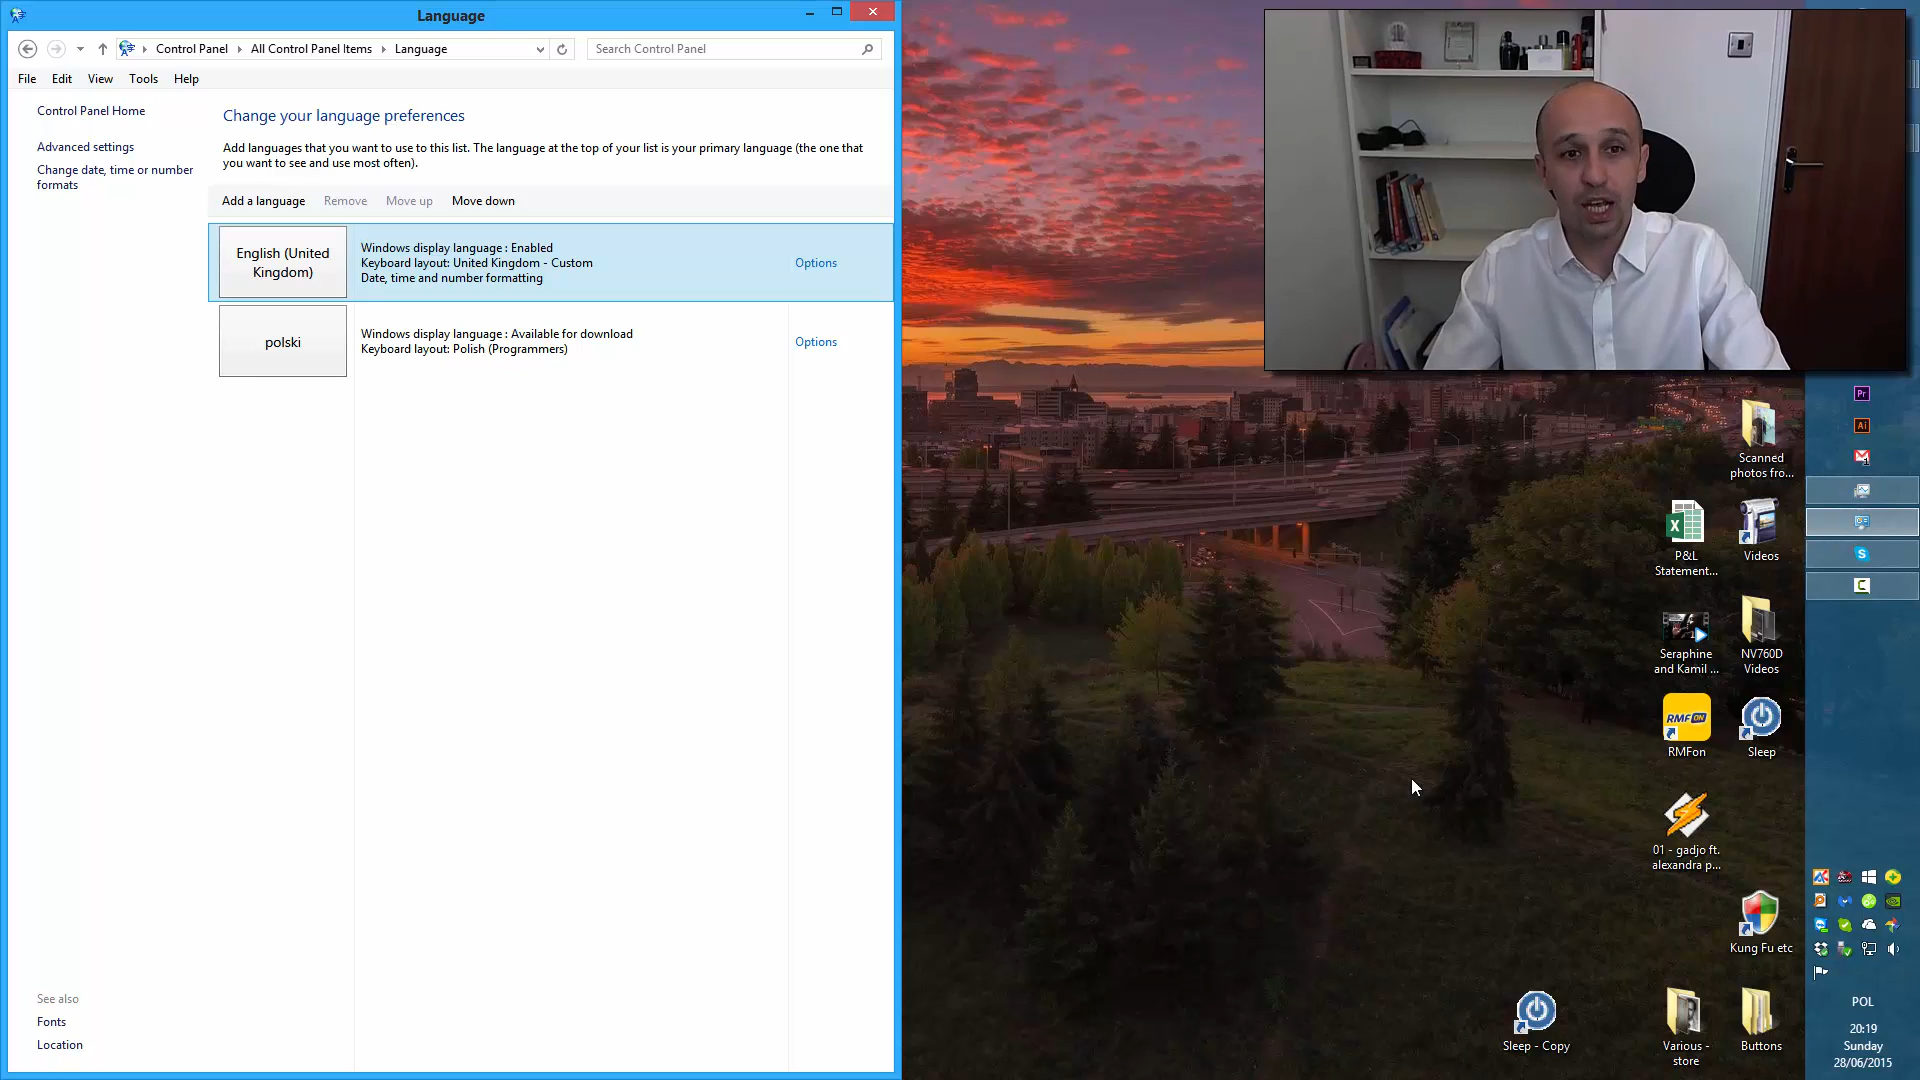 Language
Control Panel
All Control Panel Items
Language
Search Control Panel
File
Edit
View
Tools
Help
Control Panel Home
Advanced settings
Change date, time or number
formats
Change your language preferences
Add languages that you want to use to this list. The language at the top of your list is your primary language (the one that
you want to see and use most often).
Add a language
Remove
Move up
Move down
English (United
Kingdom)
Windows display language : Enabled
Keyboard layout: United Kingdom - Custom
Date, time and number formatting
Options
polski
Windows display language : Available for download
Keyboard layout: Polish (Programmers)
Options
See also
Fonts
Location
Pr
Ai
Scanned
photos fro...
P&L
Statement...
Videos
Seraphine
and Kamil ...
NV760D
Videos
RMF ON
RMFon
Sleep
01 - gadjo ft.
alexandra p...
Kung Fu etc
Sleep - Copy
Various -
store
Buttons
POL
20:19
Sunday
28/06/2015